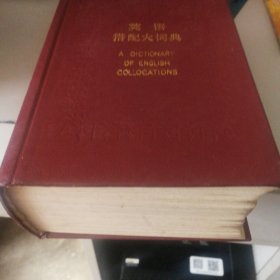 英语
搭配大词典
A DICTIONARY
OF ENGLISH
COLLOCATIONS